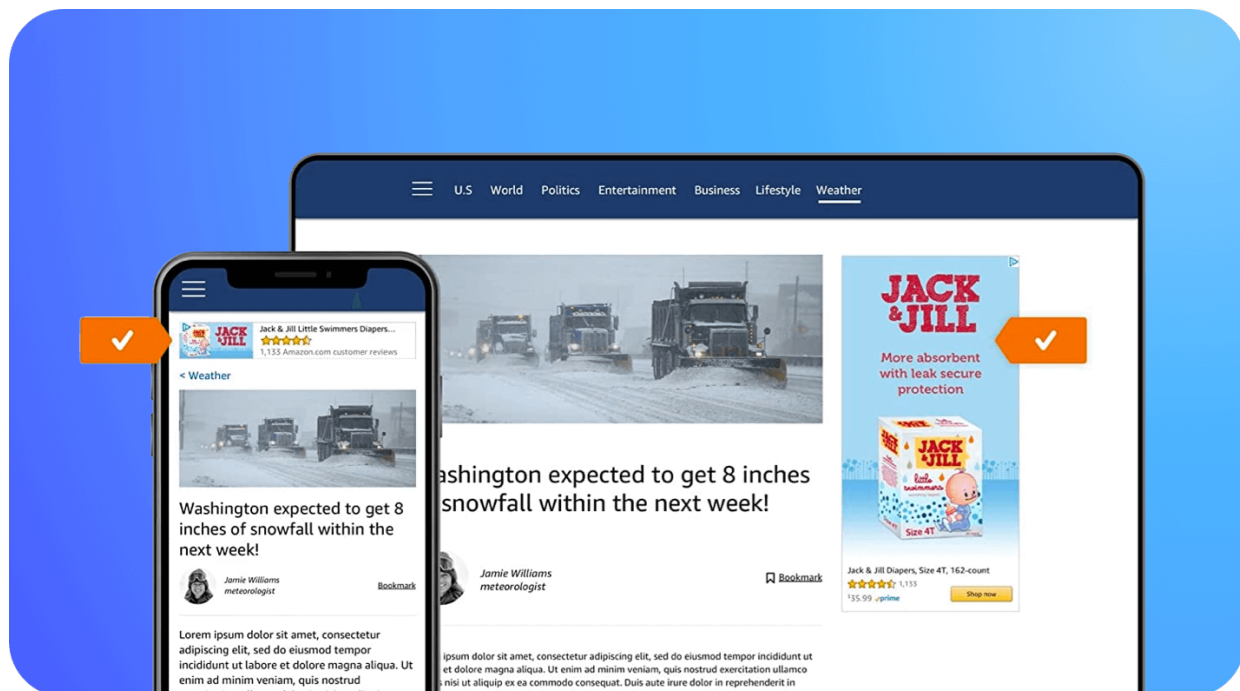 U.S World Politics Entertainment Business Lifestyle Weather
JACK
&JILL
Jack & Jill Little Swimmers Diapers...
1,133 Amazon.com customer reviews
< Weather
Washington expected to get 8
inches of snowfall within the
next week!
Jamie Williams
meteorologist
Bookmark
Lorem ipsum dolor sit amet, consectetur
adipiscing elit, sed do eiusmod tempor
incididunt ut labore et dolore magna aliqua. Ut
enim ad minim veniam, quis nostrud
ashington expected to get 8 inches
snowfall within the next week!
Jamie Williams
meteorologist
Bookmark
ipsum dolor sit amet, consectetur adipiscing elit, sed do eiusmod tempor incididunt ut
et dolore magna aliqua. Ut enim ad minim veniam, quis nostrud exercitation ullamco
nisi ut aliquip ex ea commodo consequat. Duis aute irure dolor in reprehenderit in
JACK
&JILL
More absorbent
with leak secure
protection
JACK
&JILL
little
swimmers
Size 4T
Jack & Jill Diapers, Size 4T, 162-count
1,133
$35.99 prime
Shop now